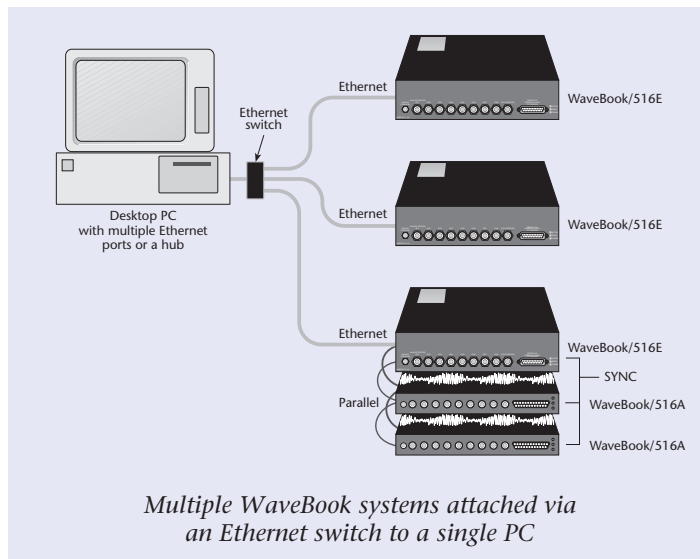 Ethernet
WaveBook/516E
Ethernet
switch
Ethernet
WaveBook/516E
Desktop PC
with multiple Ethernet
ports or a hub
Ethernet
WaveBook/516E
SYNC
Parallel
WaveBook/516A
WaveBook/516A
Multiple WaveBook systems attached via
an Ethernet switch to a single PC